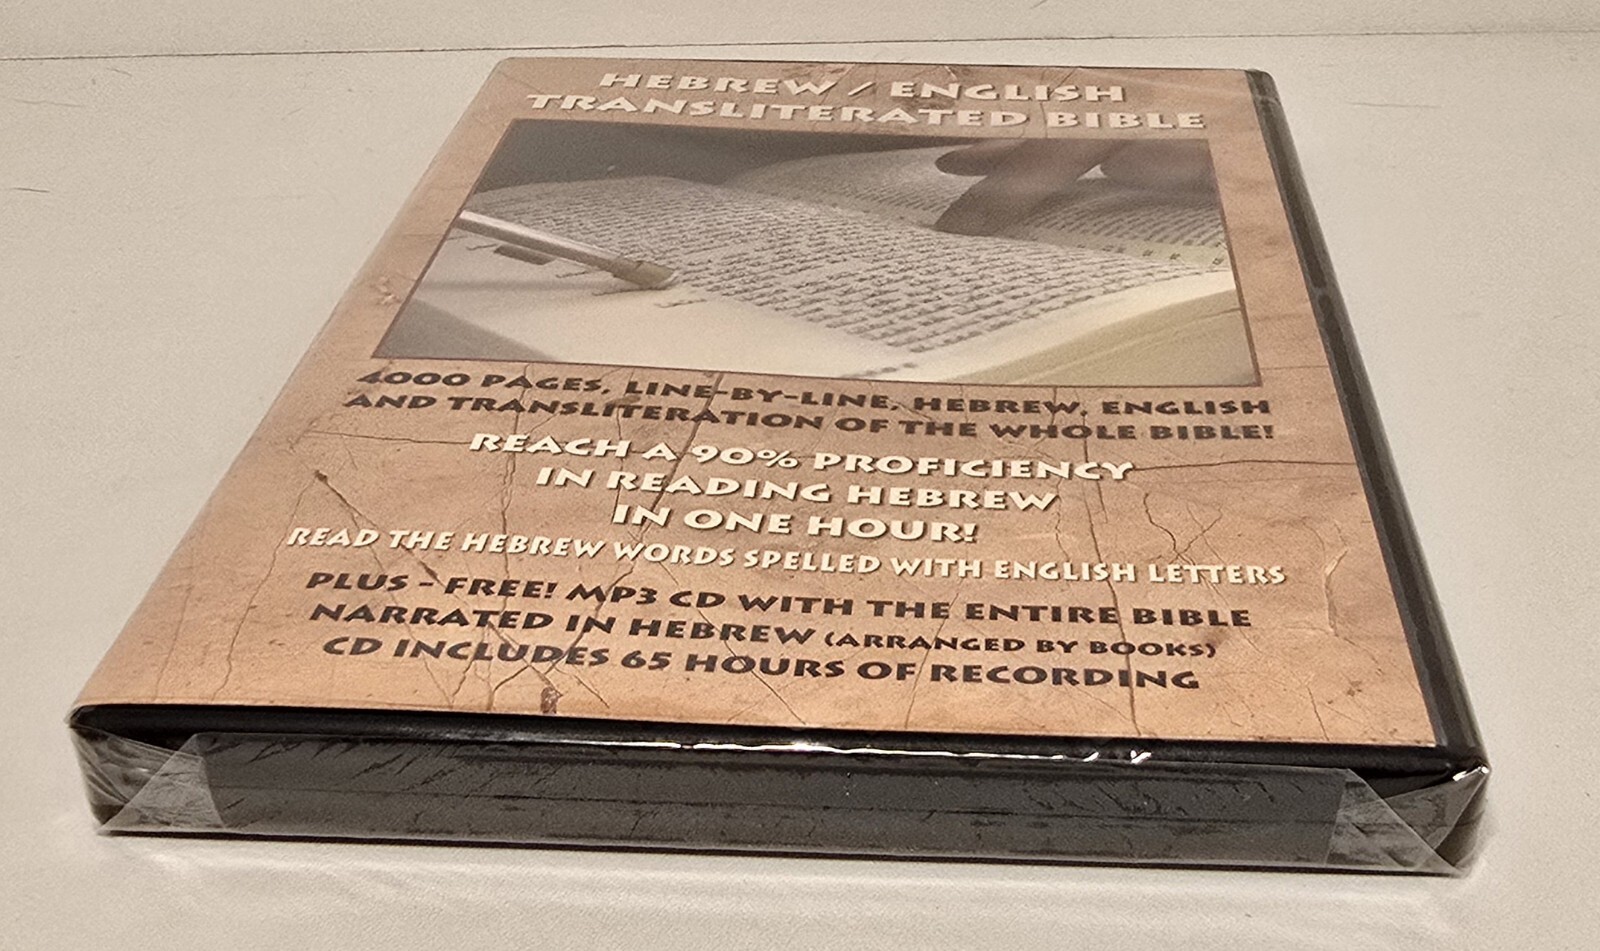 HEBREW / ENGLISH
TRANSLITERATED BIBLE
4000 PAGES, LINE-BY-LINE, HEBREW, ENGLISH
AND TRANSLITERATION OF THE WHOLE BIBLE!
REACH A 90% PROFICIENCY
IN READING HEBREW
IN ONE HOUR!
READ THE HEBREW WORDS SPELLED WITH ENGLISH LETTERS
PLUS - FREE! MP3 CD WITH THE ENTIRE BIBLE
NARRATED IN HEBREW (ARRANGED BY BOOKS)
CD INCLUDES 65 HOURS OF RECORDING